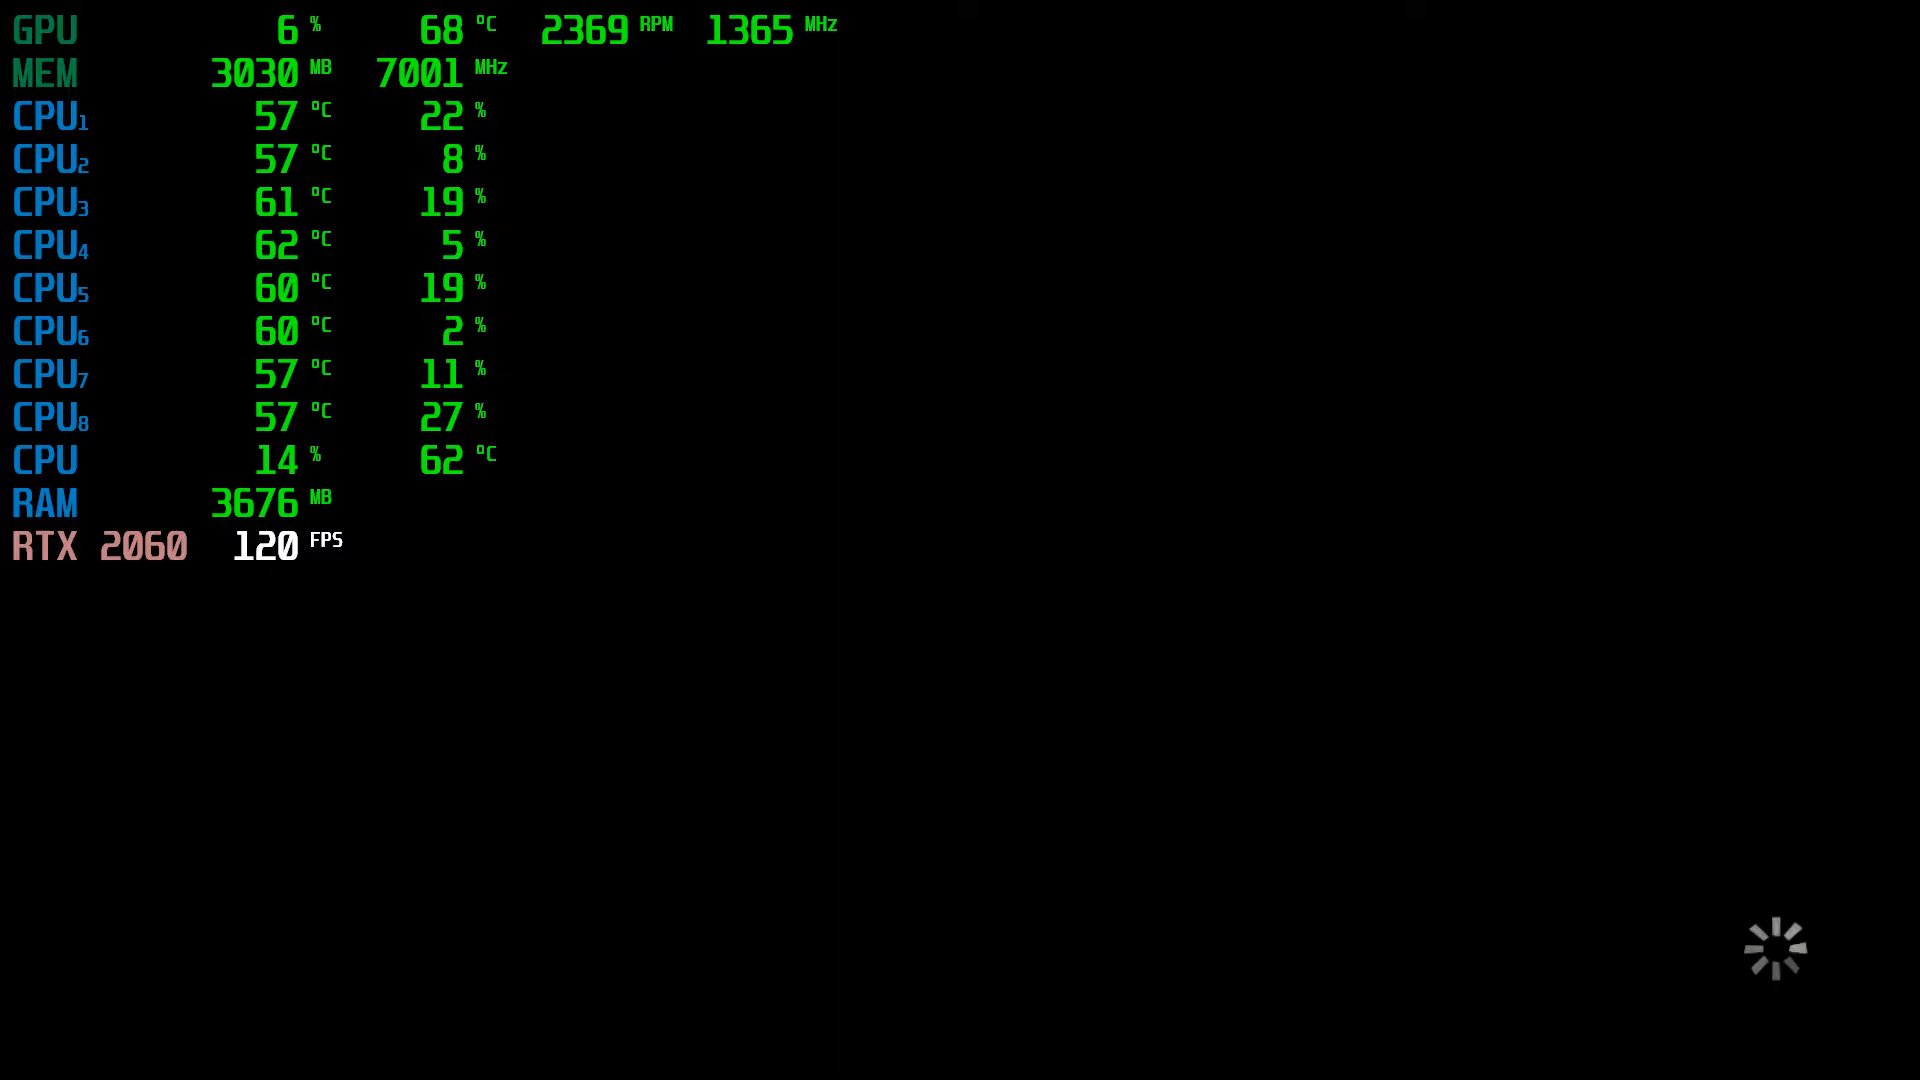 GPU 6 % 68 °C 2369 RPM 1365 MHz
MEM 3030 MB 7001 MHz
CPU1 57 °C 22 %
CPU2 57 °C 8 %
CPU3 61 °C 19 %
CPU4 62 °C 5 %
CPU5 60 °C 19 %
CPU6 60 °C 2 %
CPU7 57 °C 11 %
CPU8 57 °C 27 %
CPU 14 % 62 °C
RAM 3676 MB
RTX 2060 120 FPS